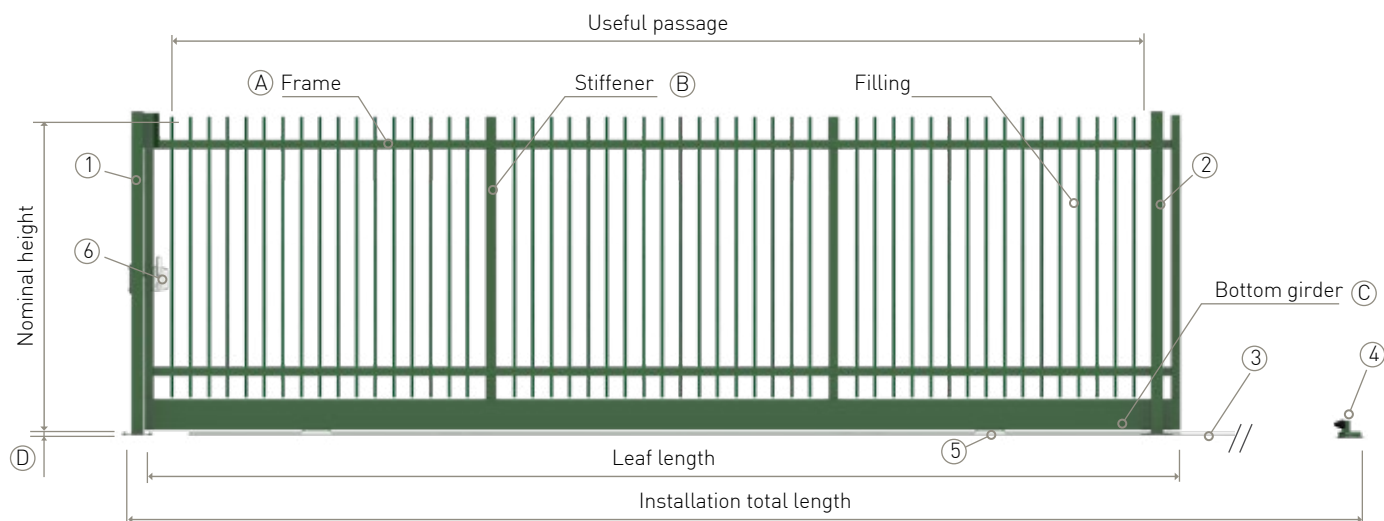 Useful passage
Ⓐ Frame
Stiffener Ⓑ
Filling
①
②
Nominal height
⑥
Bottom girder Ⓒ
③
④
Ⓓ
⑤
Leaf length
Installation total length